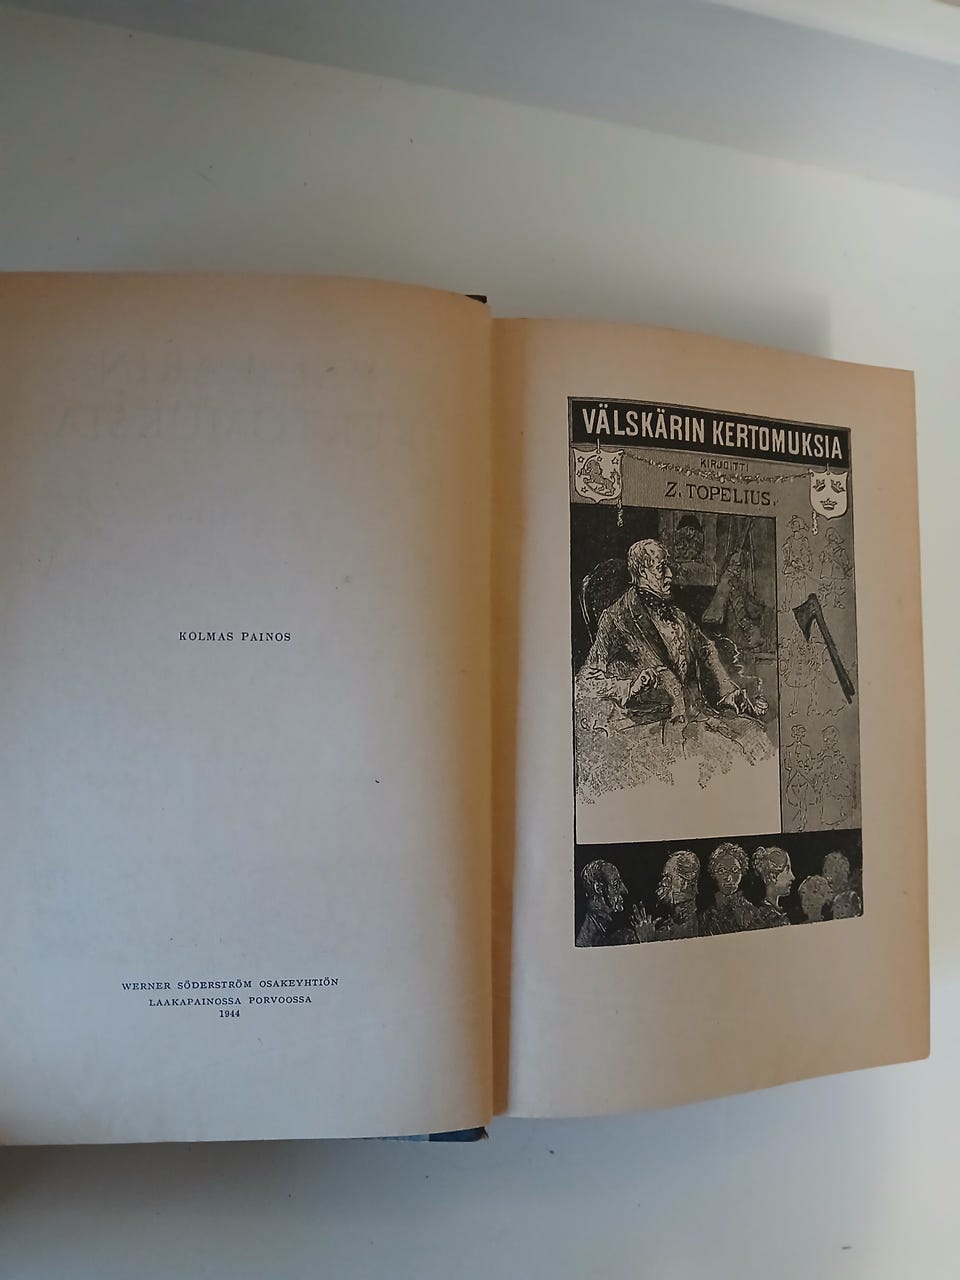 KOLMAS PAINOS
WERNER SÖDERSTRÖM OSAKEYHTIÖN
LAAKAPAINOSSA PORVOOSSA
1944
VÄLSKÄRIN KERTOMUKSIA
KIRJOITTI
Z. TOPELIUS.